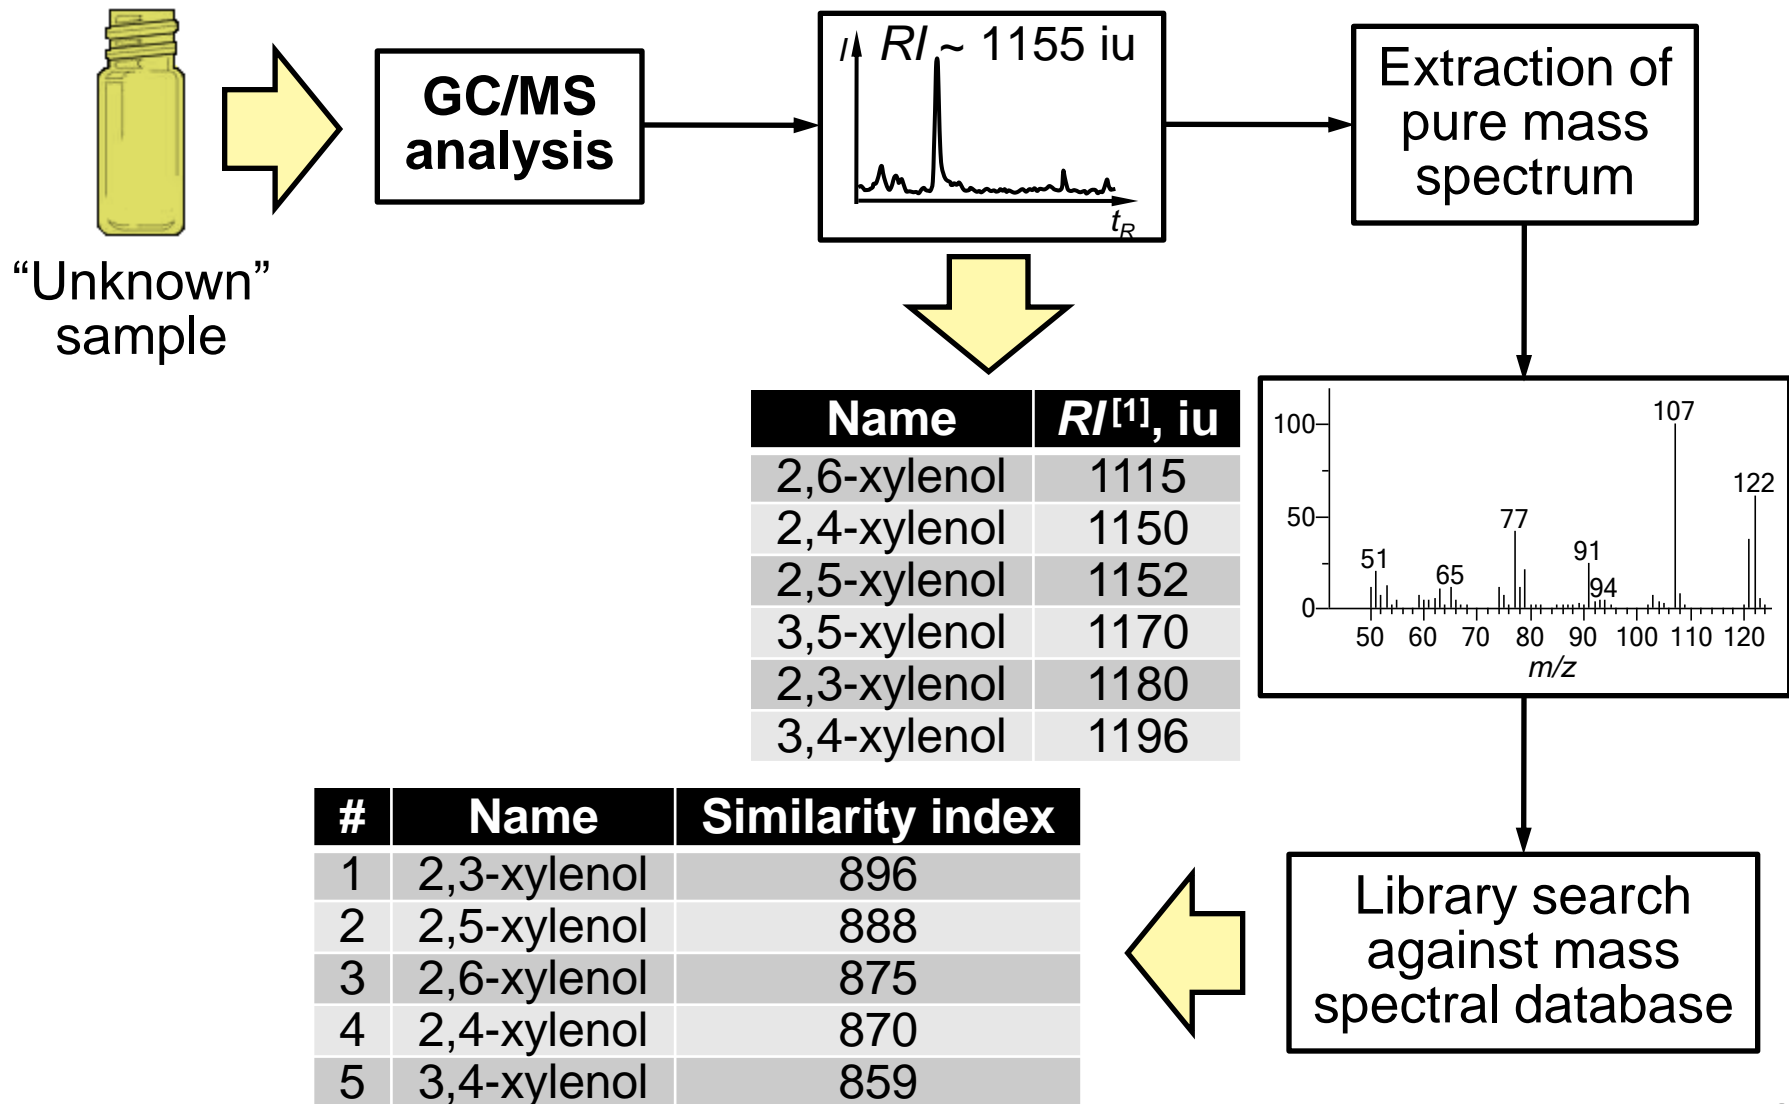 “Unknown”
sample
GC/MS
analysis
I RI ~ 1155 iu
t_R
Extraction of
pure mass
spectrum
Name RI[1], iu
2,6-xylenol 1115
2,4-xylenol 1150
2,5-xylenol 1152
3,5-xylenol 1170
2,3-xylenol 1180
3,4-xylenol 1196
107
100
122
50
77
51
91
65
94
0
50 60 70 80 90 100 110 120
m/z
# Name Similarity index
1 2,3-xylenol 896
2 2,5-xylenol 888
3 2,6-xylenol 875
4 2,4-xylenol 870
5 3,4-xylenol 859
Library search
against mass
spectral database